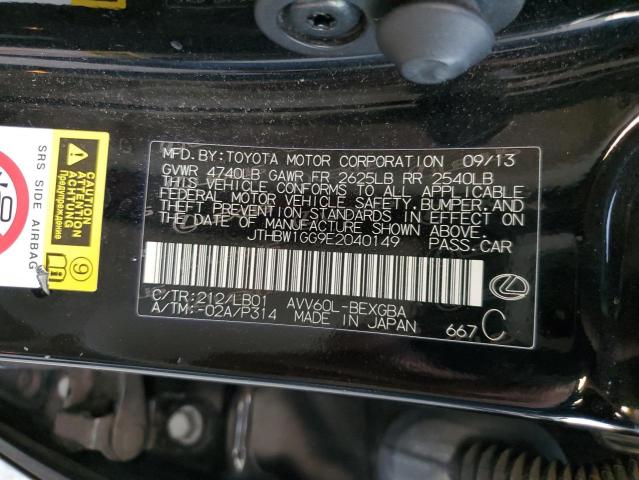 MFD. BY: TOYOTA MOTOR CORPORATION 09/13
GVWR 4740LB GAWR FR 2625LB RR 2540LB
THIS VEHICLE CONFORMS TO ALL APPLICABLE
FEDERAL MOTOR VEHICLE SAFETY, BUMPER, AND
THEFT PREVENTION STANDARDS IN EFFECT ON
THE DATE OF MANUFACTURE SHOWN ABOVE.
JTHBW1GG9E2040149 PASS. CAR
C/TR: 212/LB01 AVV60L-BEXGBA
A/TM: -02A/P314 MADE IN JAPAN
667 C
SRS SIDE AIRBAG
ATTENTION
ACHTUNG
Предупреждение
9